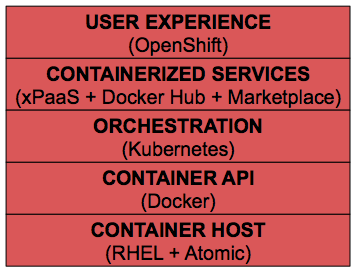 USER EXPERIENCE
(OpenShift)
CONTAINERIZED SERVICES
(xPaaS + Docker Hub + Marketplace)
ORCHESTRATION
(Kubernetes)
CONTAINER API
(Docker)
CONTAINER HOST
(RHEL + Atomic)